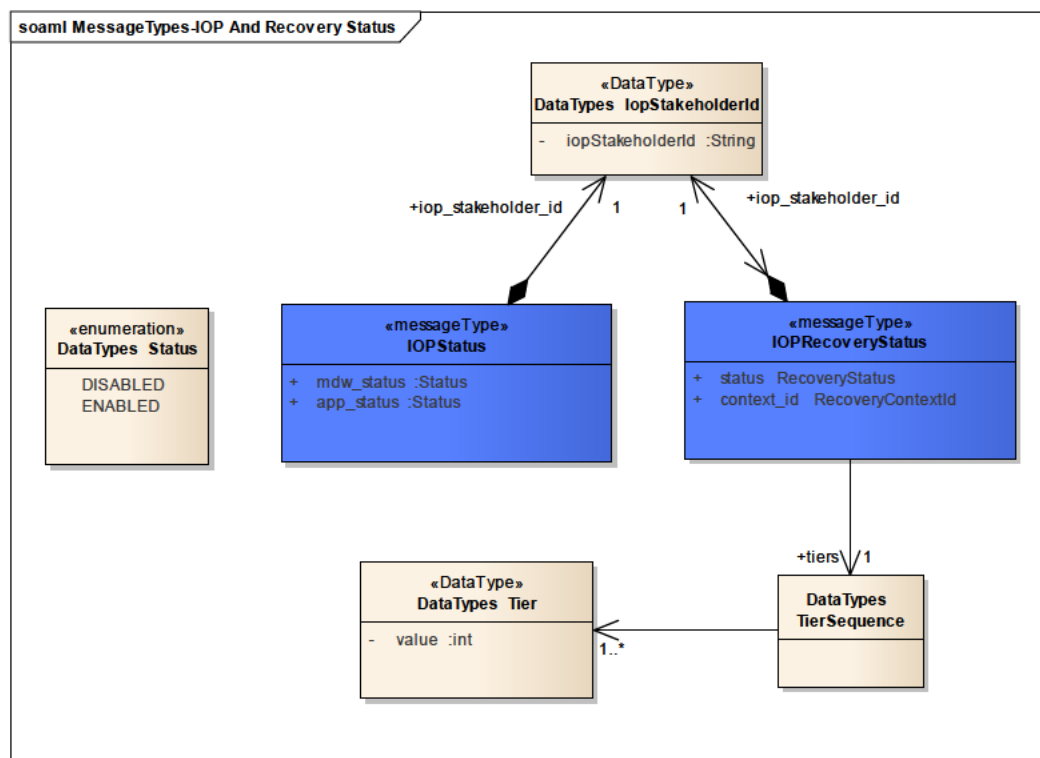 soaml MessageTypes-IOP And Recovery Status
«DataType»
DataTypes IopStakeholderId
- iopStakeholderId :String
+iop_stakeholder_id
1
1
+iop_stakeholder_id
«enumeration»
DataTypes Status
DISABLED
ENABLED
«messageType»
IOPStatus
+ mdw_status :Status
+ app_status :Status
«messageType»
IOPRecoveryStatus
+ status RecoveryStatus
+ context_id RecoveryContextId
+tiers
1
«DataType»
DataTypes Tier
- value :int
1..*
DataTypes
TierSequence